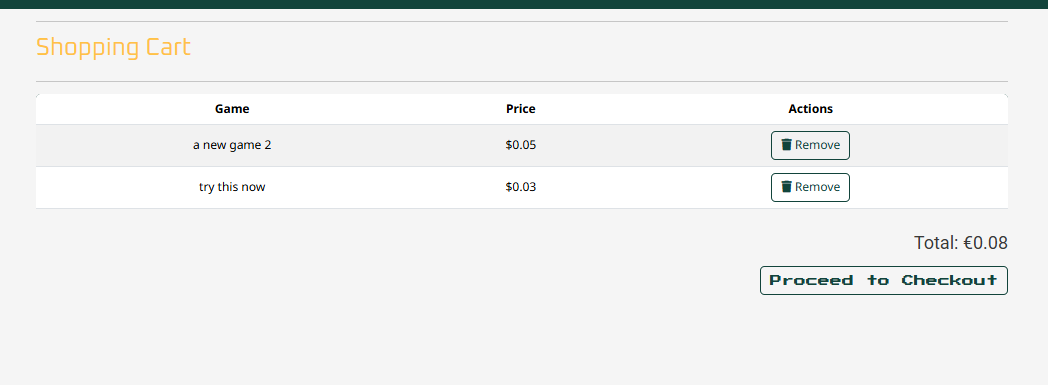 Shopping Cart
Game Price Actions
a new game 2 $0.05 Remove
try this now $0.03 Remove
Total: €0.08
Proceed to Checkout